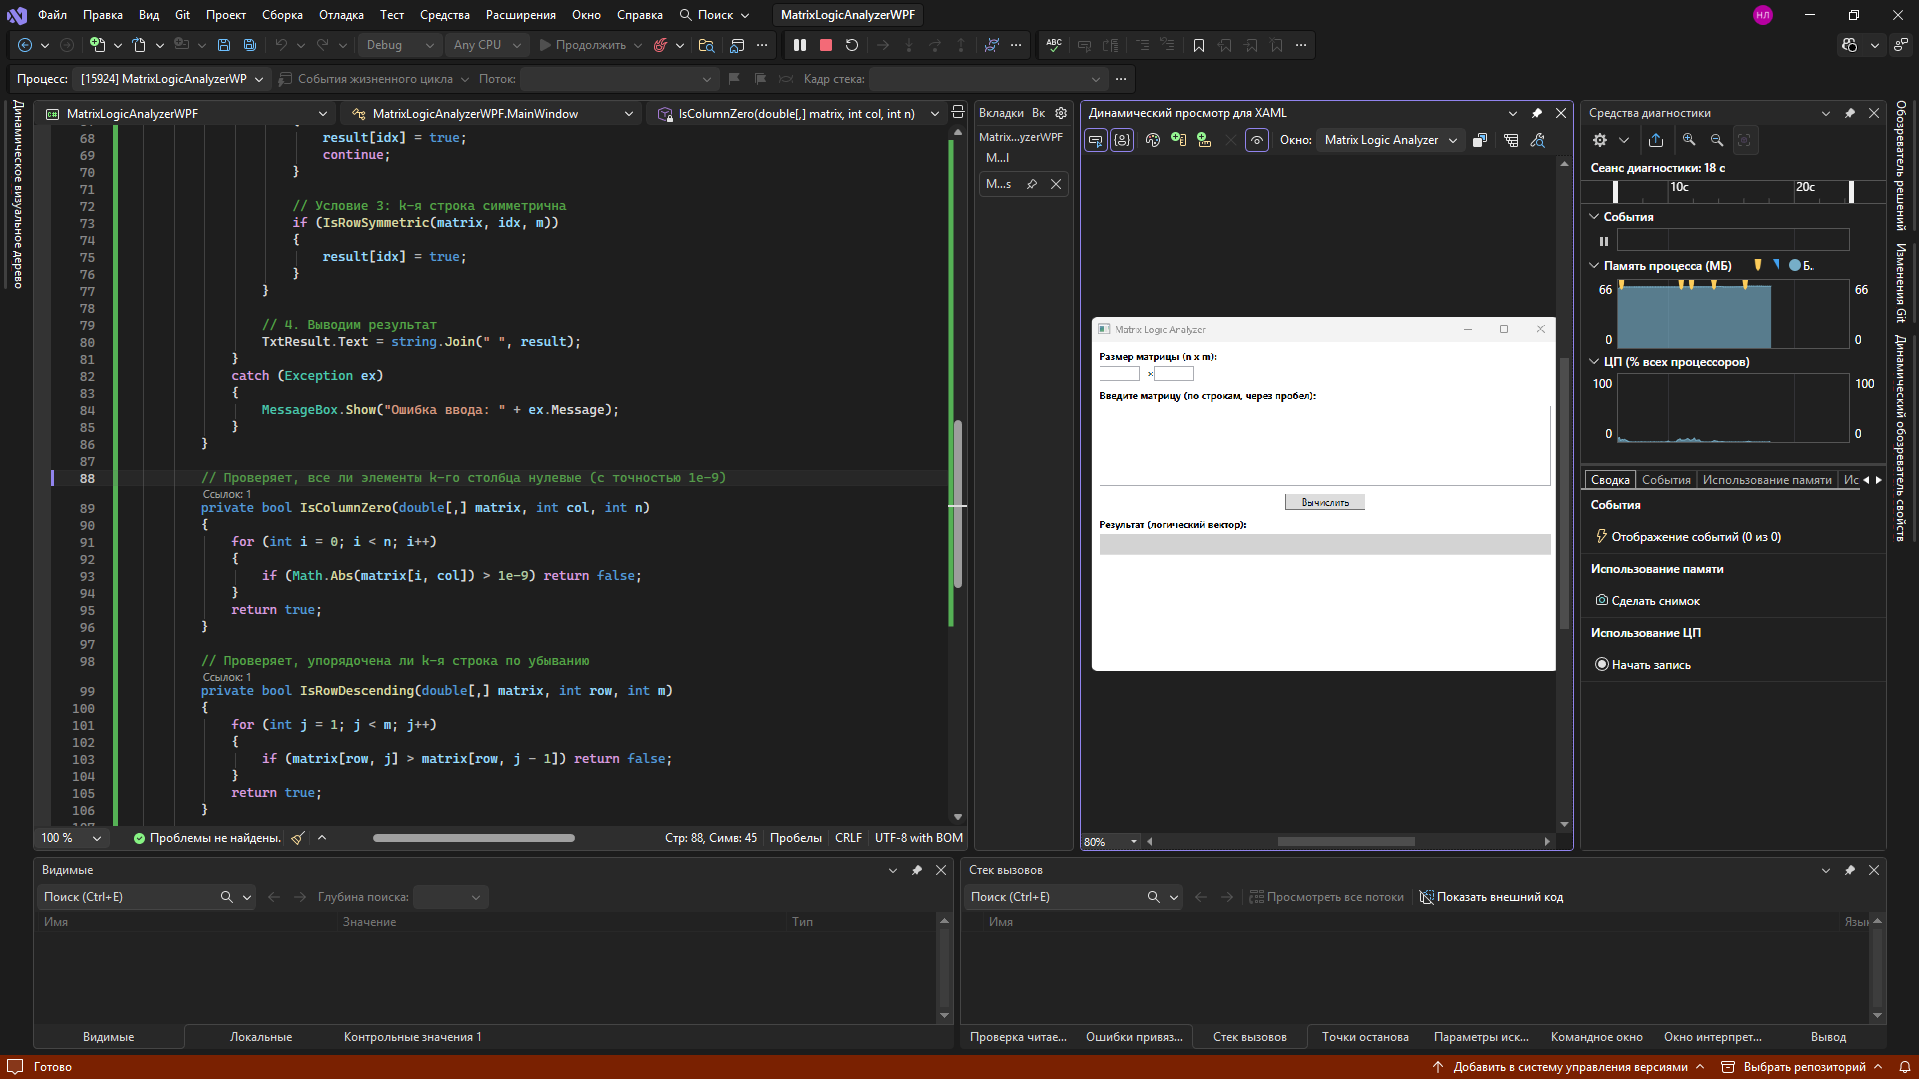 Файл Правка Вид Git Проект Сборка Отладка Тест Средства Расширения Окно Справка Поиск MatrixLogicAnalyzerWPF НЛ
Debug Any CPU Продолжить ABC
Процесс: [15924] MatrixLogicAnalyzerWP События жизненного цикла Поток: Кадр стека:
Динамическое визуальное дерево
MatrixLogicAnalyzerWPF MatrixLogicAnalyzerWPF.MainWindow IsColumnZero(double[,] matrix, int col, int n)
68 result[idx] = true;
69 continue;
70 }
71
72 // Условие 3: k-я строка симметрична
73 if (IsRowSymmetric(matrix, idx, m))
74 {
75 result[idx] = true;
76 }
77 }
78
79 // 4. Выводим результат
80 TxtResult.Text = string.Join(" ", result);
81 }
82 catch (Exception ex)
83 {
84 MessageBox.Show("Ошибка ввода: " + ex.Message);
85 }
86 }
87
88 // Проверяет, все ли элементы k-го столбца нулевые (с точностью 1e-9)
Ссылок: 1
89 private bool IsColumnZero(double[,] matrix, int col, int n)
90 {
91 for (int i = 0; i < n; i++)
92 {
93 if (Math.Abs(matrix[i, col]) > 1e-9) return false;
94 }
95 return true;
96 }
97
98 // Проверяет, упорядочена ли k-я строка по убыванию
Ссылок: 1
99 private bool IsRowDescending(double[,] matrix, int row, int m)
100 {
101 for (int j = 1; j < m; j++)
102 {
103 if (matrix[row, j] > matrix[row, j - 1]) return false;
104 }
105 return true;
106 }
100 % Проблемы не найдены. Стр: 88, Симв: 45 Пробелы CRLF UTF-8 with BOM
Вкладки Вк
Matrix...yzerWPF
M...l
M...s
Динамический просмотр для XAML
Окно: Matrix Logic Analyzer
Matrix Logic Analyzer
Размер матрицы (n x m):
×
Введите матрицу (по строкам, через пробел):
Вычислить
Результат (логический вектор):
80%
Средства диагностики
Сеанс диагностики: 18 с
10с 20с
События
Память процесса (МБ) Б..
66 66
0 0
ЦП (% всех процессоров)
100 100
0 0
Сводка События Использование памяти Ис
События
Отображение событий (0 из 0)
Использование памяти
Сделать снимок
Использование ЦП
Начать запись
Обозреватель решений
Изменения Git
Динамический обозреватель свойств
Видимые
Поиск (Ctrl+E) Глубина поиска:
Имя Значение Тип
Видимые Локальные Контрольные значения 1
Стек вызовов
Поиск (Ctrl+E) Просмотреть все потоки Показать внешний код
Имя Язы
Проверка читае... Ошибки привяз... Стек вызовов Точки останова Параметры иск... Командное окно Окно интерпрет... Вывод
Готово Добавить в систему управления версиями Выбрать репозиторий